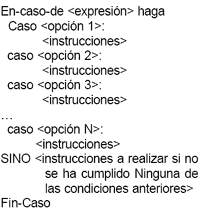 En-caso-de <expresión> haga
Caso <opción 1>:
<instrucciones>
caso <opción 2>:
<instrucciones>
caso <opción 3>:
<instrucciones>
...
caso <opción N>:
<instrucciones>
SINO <instrucciones a realizar si no
se ha cumplido Ninguna de
las condiciones anteriores>
Fin-Caso